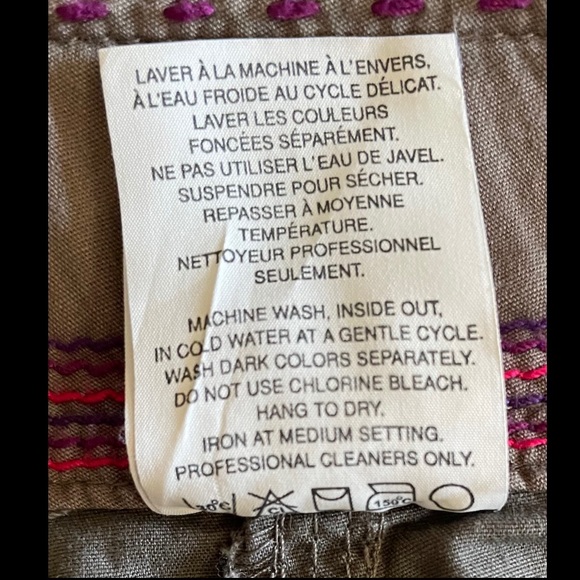 LAVER À LA MACHINE À L'ENVERS,
À L'EAU FROIDE AU CYCLE DÉLICAT.
LAVER LES COULEURS
FONCÉES SÉPARÉMENT.
NE PAS UTILISER L'EAU DE JAVEL.
SUSPENDRE POUR SÉCHER.
REPASSER À MOYENNE
TEMPÉRATURE.
NETTOYEUR PROFESSIONNEL
SEULEMENT.
MACHINE WASH, INSIDE OUT,
IN COLD WATER AT A GENTLE CYCLE.
WASH DARK COLORS SEPARATELY.
DO NOT USE CHLORINE BLEACH.
HANG TO DRY.
IRON AT MEDIUM SETTING.
PROFESSIONAL CLEANERS ONLY.
30°C Cl 150°C